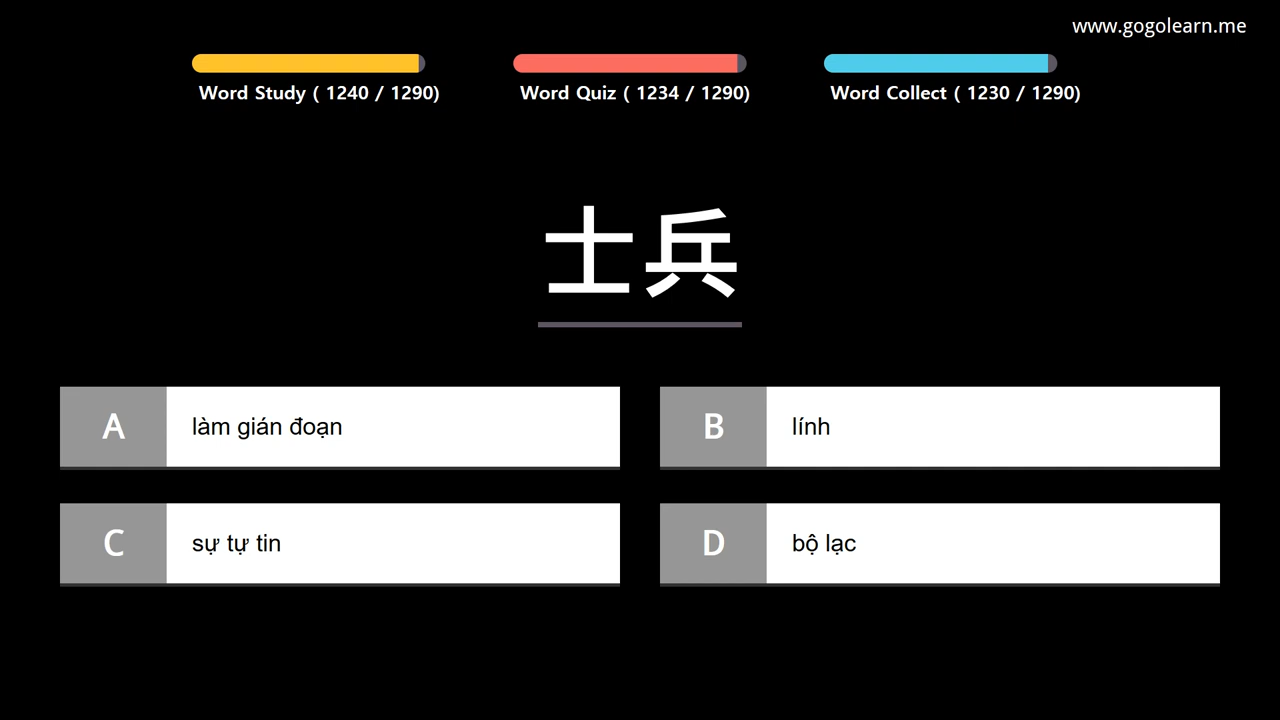 www.gogolearn.me
Word Study ( 1240 / 1290)
Word Quiz ( 1234 / 1290)
Word Collect ( 1230 / 1290)
士兵
A làm gián đoạn
B lính
C sự tự tin
D bộ lạc